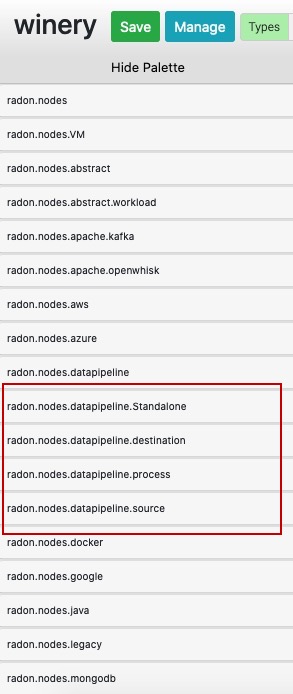 winery Save Manage Types
Hide Palette
radon.nodes
radon.nodes.VM
radon.nodes.abstract
radon.nodes.abstract.workload
radon.nodes.apache.kafka
radon.nodes.apache.openwhisk
radon.nodes.aws
radon.nodes.azure
radon.nodes.datapipeline
radon.nodes.datapipeline.Standalone
radon.nodes.datapipeline.destination
radon.nodes.datapipeline.process
radon.nodes.datapipeline.source
radon.nodes.docker
radon.nodes.google
radon.nodes.java
radon.nodes.legacy
radon.nodes.mongodb